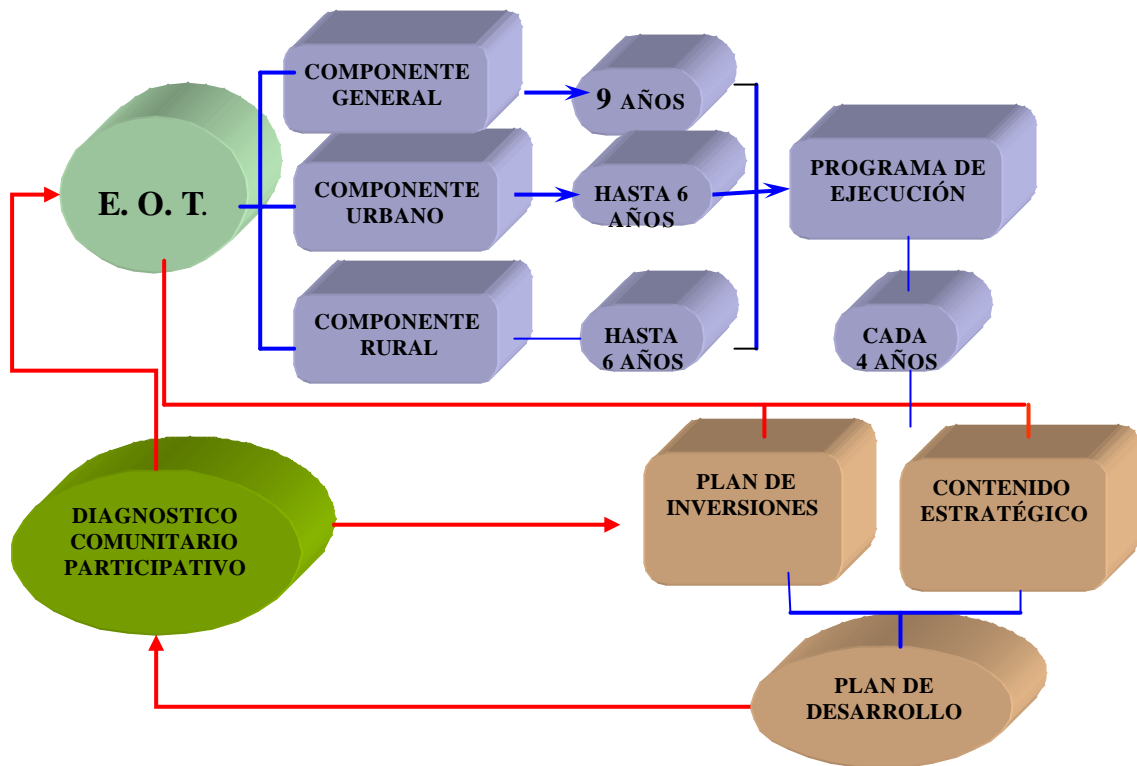 COMPONENTE
GENERAL
9 AÑOS
E. O. T.
COMPONENTE
URBANO
HASTA 6
AÑOS
PROGRAMA DE
EJECUCIÓN
COMPONENTE
RURAL
HASTA
6 AÑOS
CADA
4 AÑOS
PLAN DE
INVERSIONES
CONTENIDO
ESTRATÉGICO
DIAGNOSTICO
COMUNITARIO
PARTICIPATIVO
PLAN DE
DESARROLLO